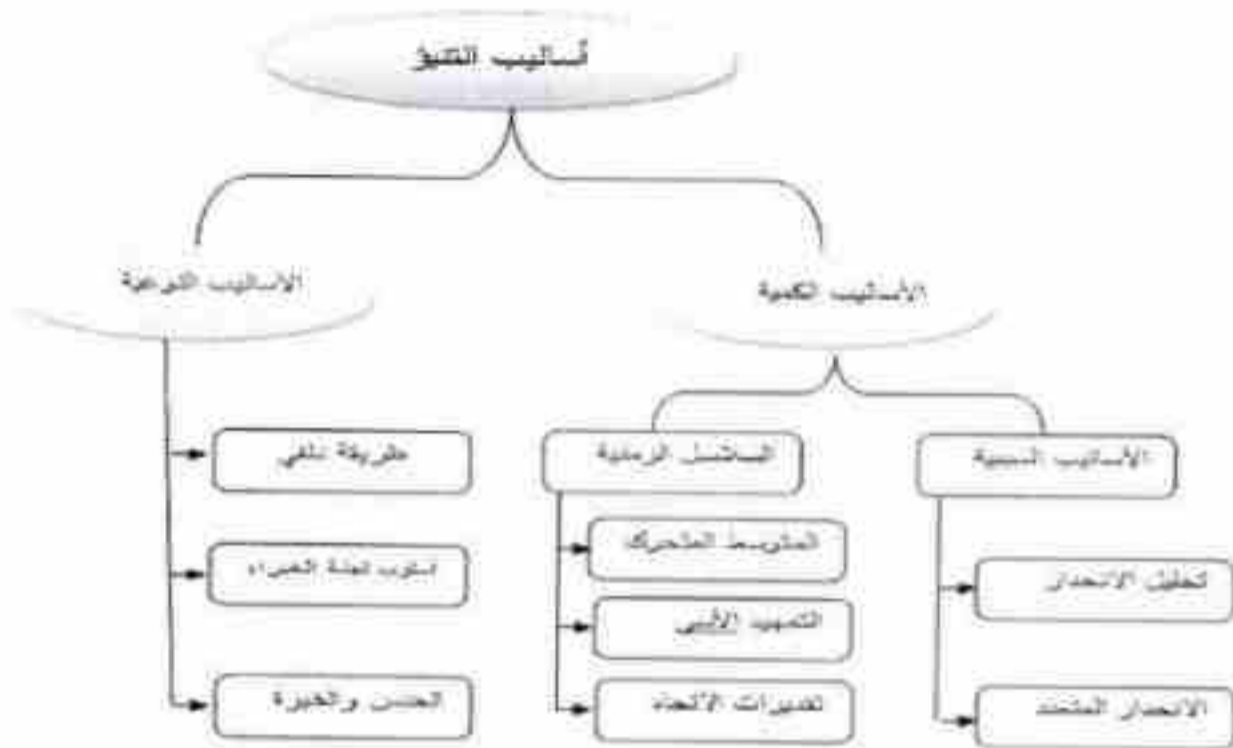 أساليب التنبؤ
الأساليب الكمية
الأساليب النوعية
الأساليب السببية
السلاسل الزمنية
طريقة دلفي
تحليل الانحدار
المتوسط المتحرك
اسلوب لجنة الخبراء
التمهيد الأسي
الانحدار المتعدد
تقديرات الاتجاه
الحدس والخبرة